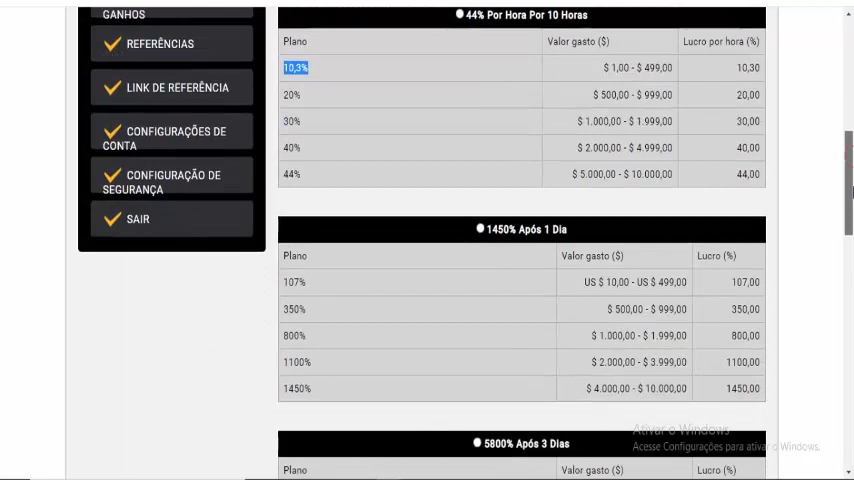 GANHOS
REFERÊNCIAS
LINK DE REFERÊNCIA
CONFIGURAÇÕES DE
CONTA
CONFIGURAÇÃO DE
SEGURANÇA
SAIR
44% Por Hora Por 10 Horas
Plano Valor gasto ($) Lucro por hora (%)
10,3% $ 1,00 - $ 499,00 10,30
20% $ 500,00 - $ 999,00 20,00
30% $ 1.000,00 - $ 1.999,00 30,00
40% $ 2.000,00 - $ 4.999,00 40,00
44% $ 5.000,00 - $ 10.000,00 44,00
1450% Após 1 Dia
Plano Valor gasto ($) Lucro (%)
107% US $ 10,00 - US $ 499,00 107,00
350% $ 500,00 - $ 999,00 350,00
800% $ 1.000,00 - $ 1.999,00 800,00
1100% $ 2.000,00 - $ 3.999,00 1100,00
1450% $ 4.000,00 - $ 10.000,00 1450,00
Ativar o Windows
Acesse Configurações para ativar o Windows.
5800% Após 3 Dias
Plano Valor gasto ($) Lucro (%)